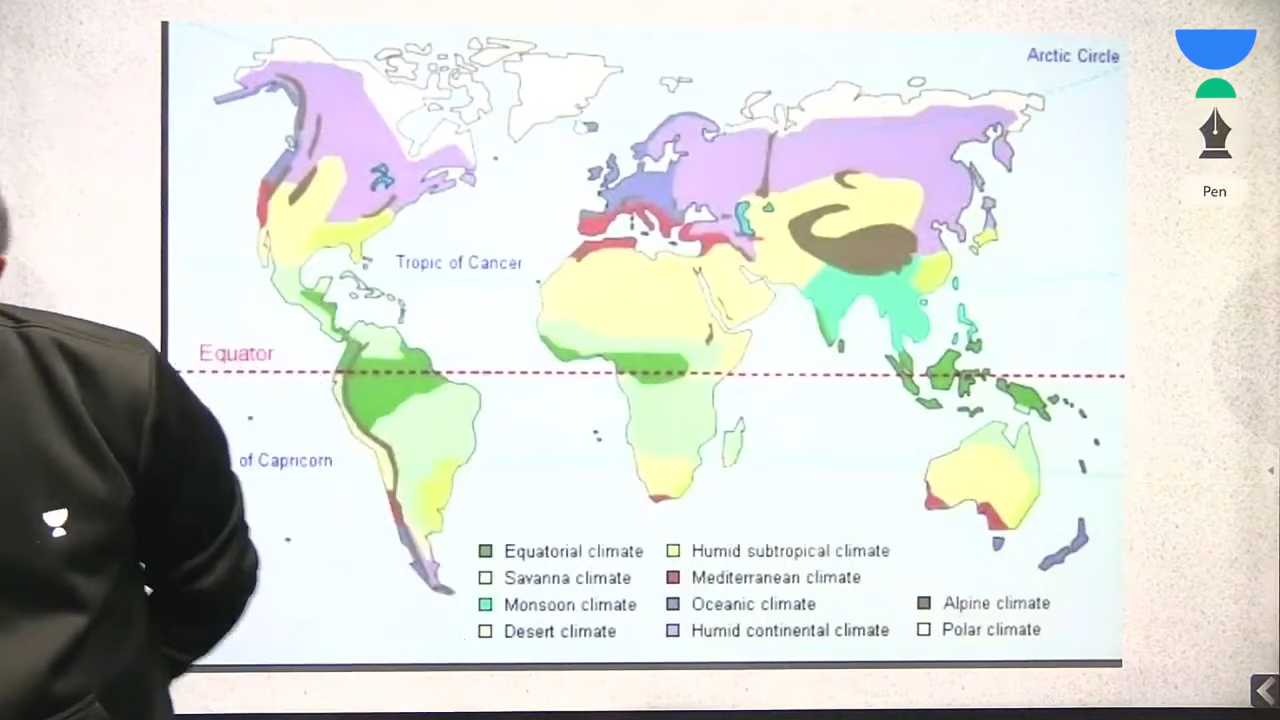 Arctic Circle
Tropic of Cancer
Equator
of Capricorn
Equatorial climate
Savanna climate
Monsoon climate
Desert climate
Humid subtropical climate
Mediterranean climate
Oceanic climate
Humid continental climate
Alpine climate
Polar climate
Pen